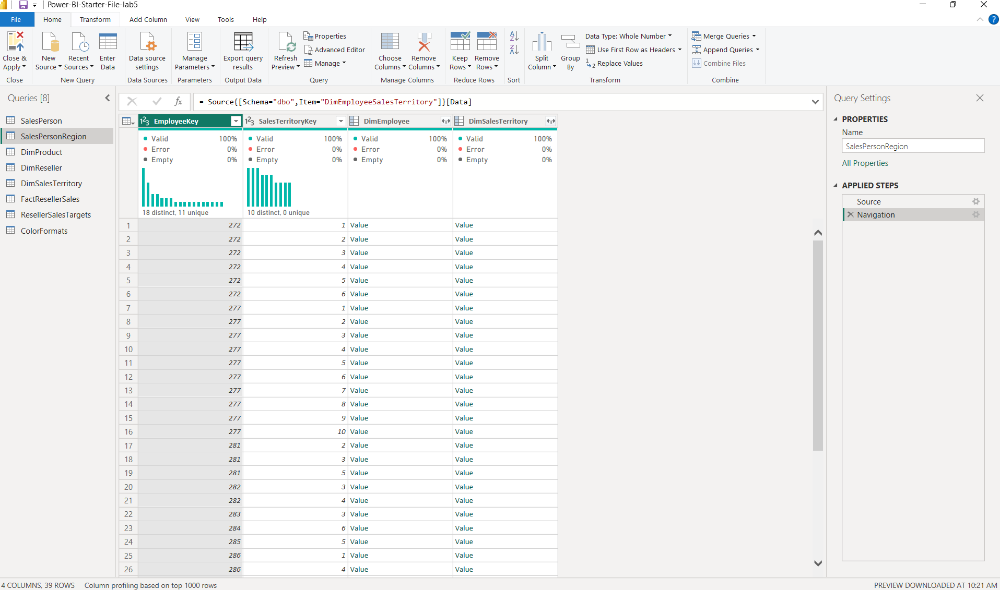 Power-BI-Starter-File-lab5
File Home Transform Add Column View Tools Help
Close & Apply
Close
New Source
Recent Sources
Enter Data
New Query
Data source settings
Data Sources
Manage Parameters
Parameters
Export query results
Output Data
Refresh Preview
Properties
Advanced Editor
Manage
Query
Choose Columns
Remove Columns
Manage Columns
Keep Rows
Remove Rows
Reduce Rows
Sort
Split Column
Group By
Data Type: Whole Number
Use First Row as Headers
Replace Values
Transform
Merge Queries
Append Queries
Combine Files
Combine
Queries [8]
SalesPerson
SalesPersonRegion
DimProduct
DimReseller
DimSalesTerritory
FactResellerSales
ResellerSalesTargets
ColorFormats
fx = Source{[Schema="dbo",Item="DimEmployeeSalesTerritory"]}[Data]
EmployeeKey SalesTerritoryKey DimEmployee DimSalesTerritory
Valid 100% Valid 100% Valid 100% Valid 100%
Error 0% Error 0% Error 0% Error 0%
Empty 0% Empty 0% Empty 0% Empty 0%
18 distinct, 11 unique 10 distinct, 0 unique
1 272 1 Value Value
2 272 2 Value Value
3 272 3 Value Value
4 272 4 Value Value
5 272 5 Value Value
6 272 6 Value Value
7 277 1 Value Value
8 277 2 Value Value
9 277 3 Value Value
10 277 4 Value Value
11 277 5 Value Value
12 277 6 Value Value
13 277 7 Value Value
14 277 8 Value Value
15 277 9 Value Value
16 277 10 Value Value
17 281 2 Value Value
18 281 3 Value Value
19 281 5 Value Value
20 282 3 Value Value
21 282 4 Value Value
22 283 3 Value Value
23 284 6 Value Value
24 285 5 Value Value
25 286 1 Value Value
26 286 4 Value Value
Query Settings
PROPERTIES
Name
SalesPersonRegion
All Properties
APPLIED STEPS
Source
Navigation
4 COLUMNS, 39 ROWS Column profiling based on top 1000 rows
PREVIEW DOWNLOADED AT 10:21 AM